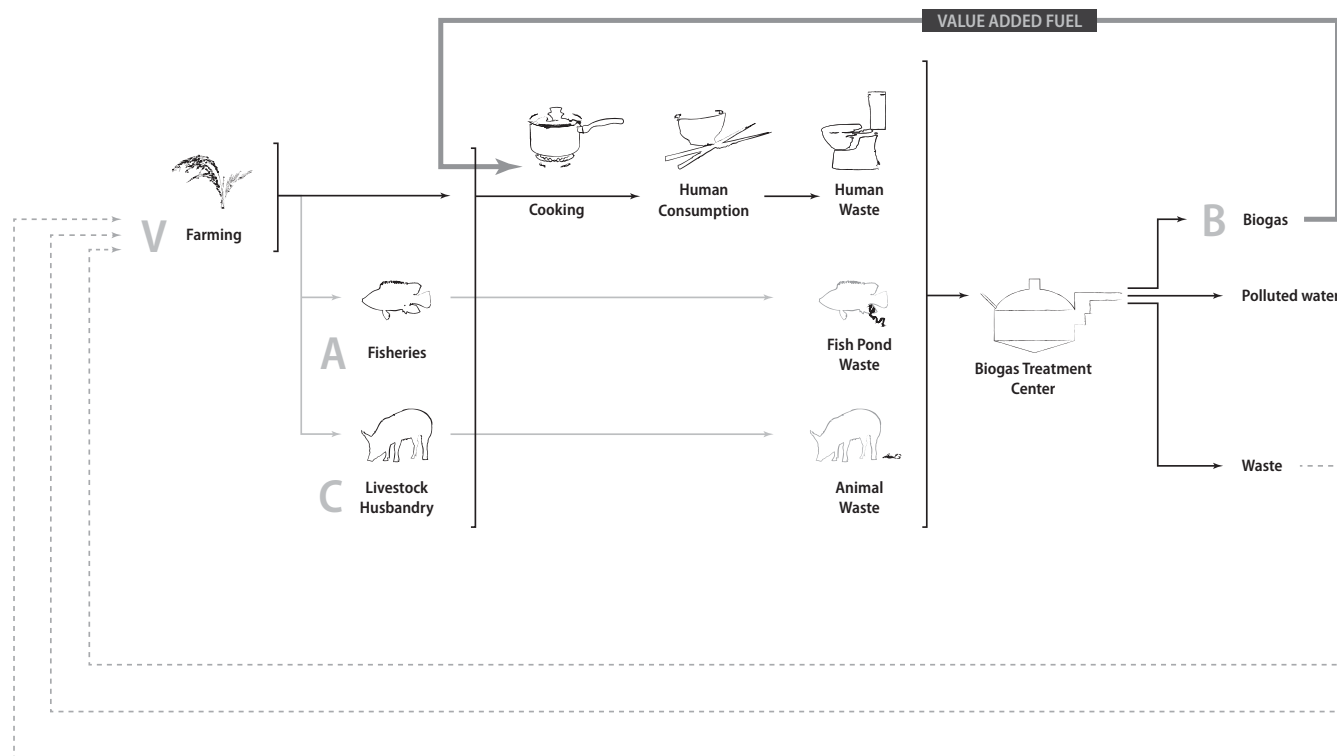 VALUE ADDED FUEL
Cooking
Human
Consumption
Human
Waste
V
Farming
B
Biogas
Polluted water
A
Fisheries
Fish Pond
Waste
Biogas Treatment
Center
Waste
C
Livestock
Husbandry
Animal
Waste